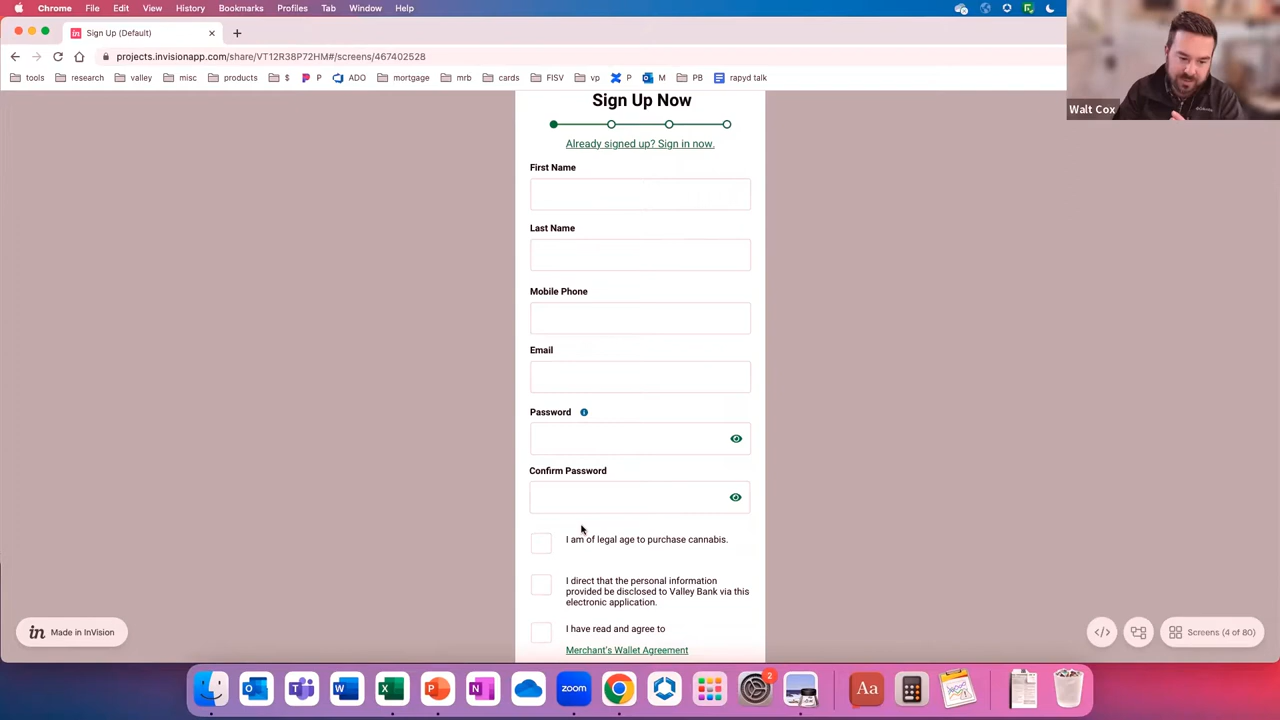 Chrome File Edit View History Bookmarks Profiles Tab Window Help
in Sign Up (Default)
projects.invisionapp.com/share/VT12R38P72HM#/screens/467402528
tools research valley misc products $ P ADO mortgage mrb cards FISV vp P M PB rapyd talk
Walt Cox
Sign Up Now
Already signed up? Sign in now.
First Name
Last Name
Mobile Phone
Email
Password
Confirm Password
I am of legal age to purchase cannabis.
I direct that the personal information
provided be disclosed to Valley Bank via this
electronic application.
I have read and agree to
Merchant's Wallet Agreement
in Made in InVision
</> Screens (4 of 80)
zoom
2
Aa